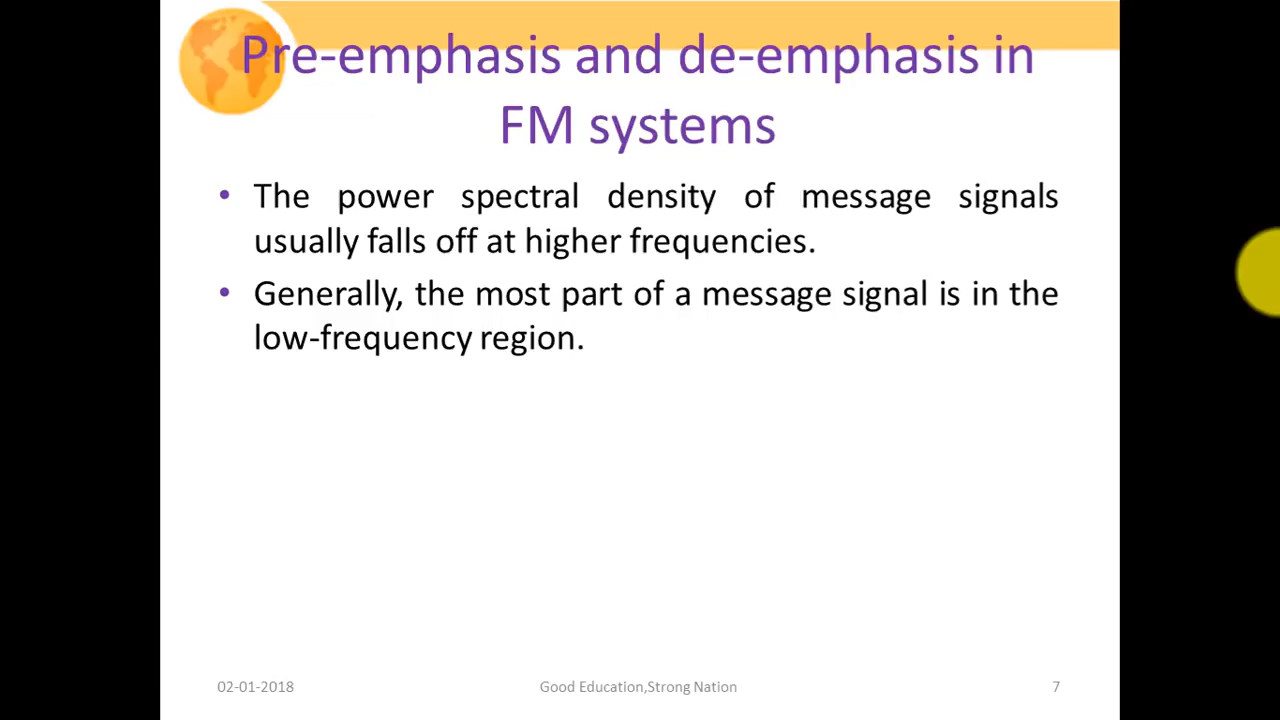 Pre-emphasis and de-emphasis in
FM systems
• The power spectral density of message signals
usually falls off at higher frequencies.
• Generally, the most part of a message signal is in the
low-frequency region.
02-01-2018 Good Education,Strong Nation 7